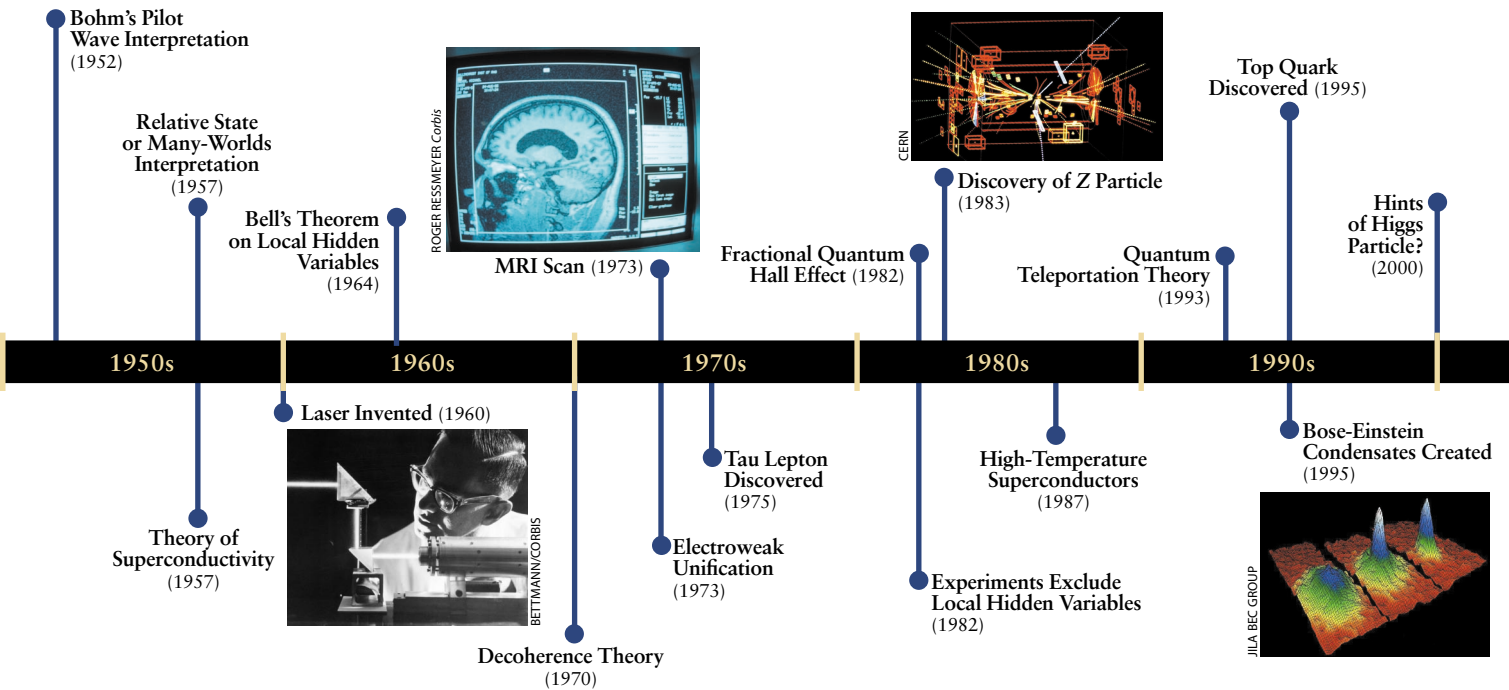 Bohm's Pilot
Wave Interpretation
(1952)
Relative State
or Many-Worlds
Interpretation
(1957)
Bell's Theorem
on Local Hidden
Variables
(1964)
ROGER RESSMEYER Corbis
MRI Scan (1973)
Fractional Quantum
Hall Effect (1982)
CERN
Discovery of Z Particle
(1983)
Quantum
Teleportation Theory
(1993)
Top Quark
Discovered (1995)
Hints
of Higgs
Particle?
(2000)
1950s
1960s
1970s
1980s
1990s
Theory of
Superconductivity
(1957)
Laser Invented (1960)
BETTMANN/CORBIS
Decoherence Theory
(1970)
Electroweak
Unification
(1973)
Tau Lepton
Discovered
(1975)
Experiments Exclude
Local Hidden Variables
(1982)
High-Temperature
Superconductors
(1987)
Bose-Einstein
Condensates Created
(1995)
JILA BEC GROUP